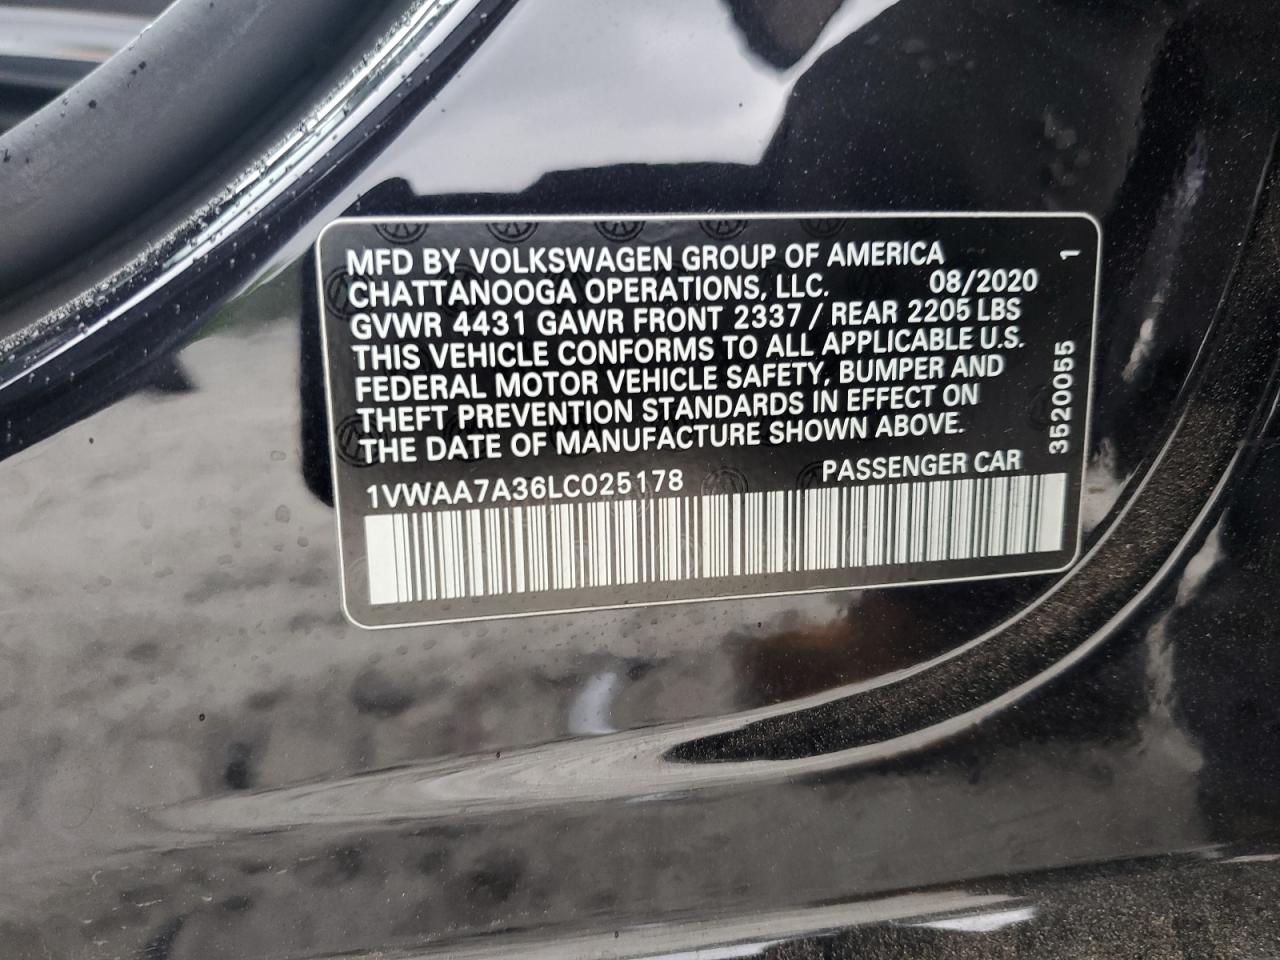 MFD BY VOLKSWAGEN GROUP OF AMERICA
CHATTANOOGA OPERATIONS, LLC. 08/2020
GVWR 4431 GAWR FRONT 2337 / REAR 2205 LBS
THIS VEHICLE CONFORMS TO ALL APPLICABLE U.S.
FEDERAL MOTOR VEHICLE SAFETY, BUMPER AND
THEFT PREVENTION STANDARDS IN EFFECT ON
THE DATE OF MANUFACTURE SHOWN ABOVE.
1VWAA7A36LC025178 PASSENGER CAR
3520055 1